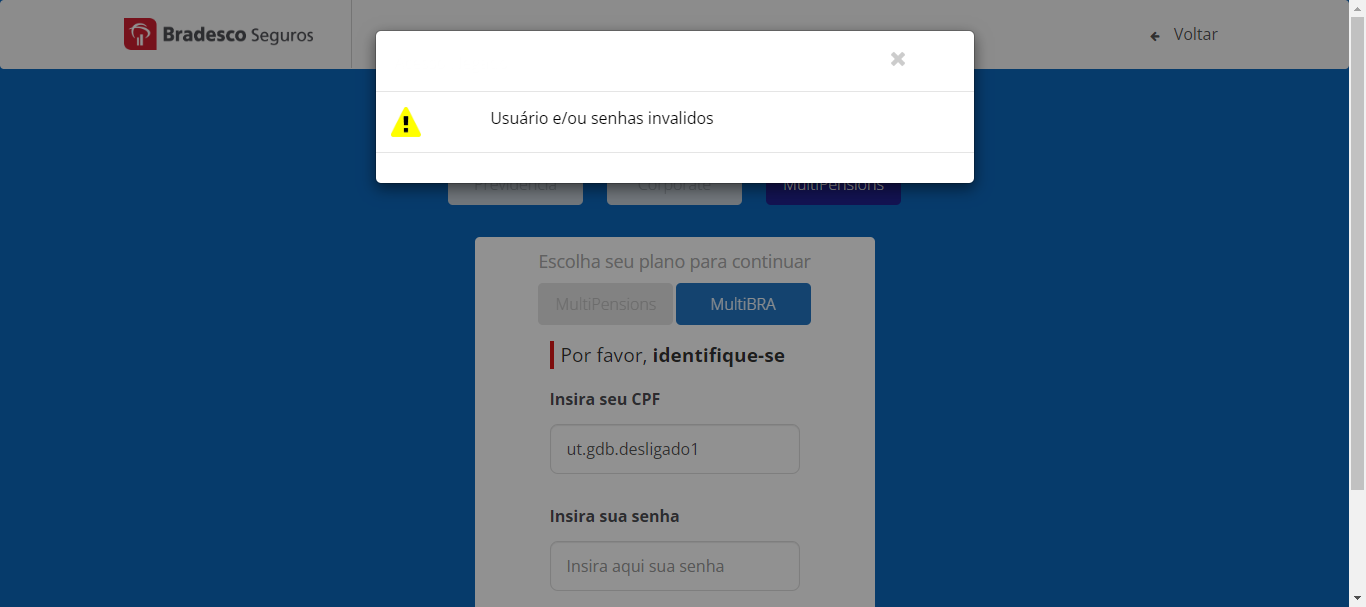 Bradesco Seguros
Voltar
Usuário e/ou senhas invalidos
Previdência
Corporate
MultiPensions
Escolha seu plano para continuar
MultiPensions
MultiBRA
Por favor, identifique-se
Insira seu CPF
ut.gdb.desligado1
Insira sua senha
Insira aqui sua senha